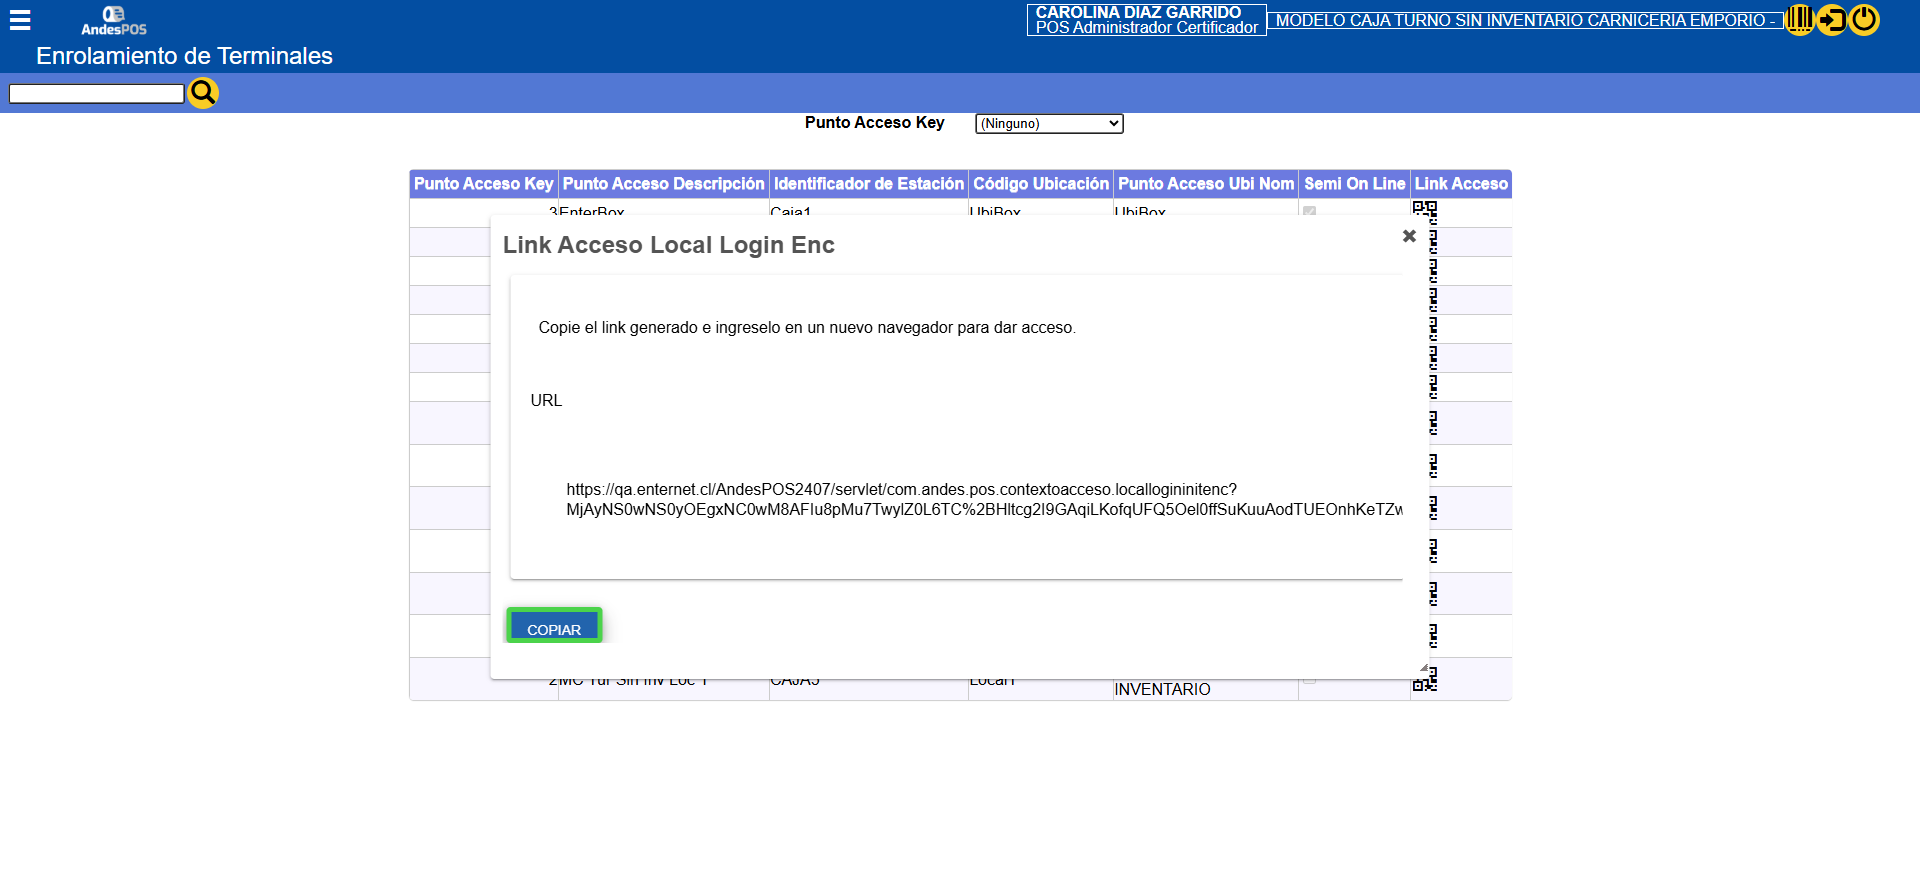 AndesPOS
CAROLINA DIAZ GARRIDO
POS Administrador Certificador
MODELO CAJA TURNO SIN INVENTARIO CARNICERIA EMPORIO -
Enrolamiento de Terminales
Punto Acceso Key
(Ninguno)
Punto Acceso Key Punto Acceso Descripción Identificador de Estación Código Ubicación Punto Acceso Ubi Nom Semi On Line Link Acceso
3 EnterBox Caja1 UbiBox UbiBox
Link Acceso Local Login Enc
Copie el link generado e ingreselo en un nuevo navegador para dar acceso.
URL
https://qa.enternet.cl/AndesPOS2407/servlet/com.andes.pos.contextoacceso.locallogininitenc?
COPIAR
2 MC Tur Sin Inv Loc 1 CAJA5 Local1
INVENTARIO